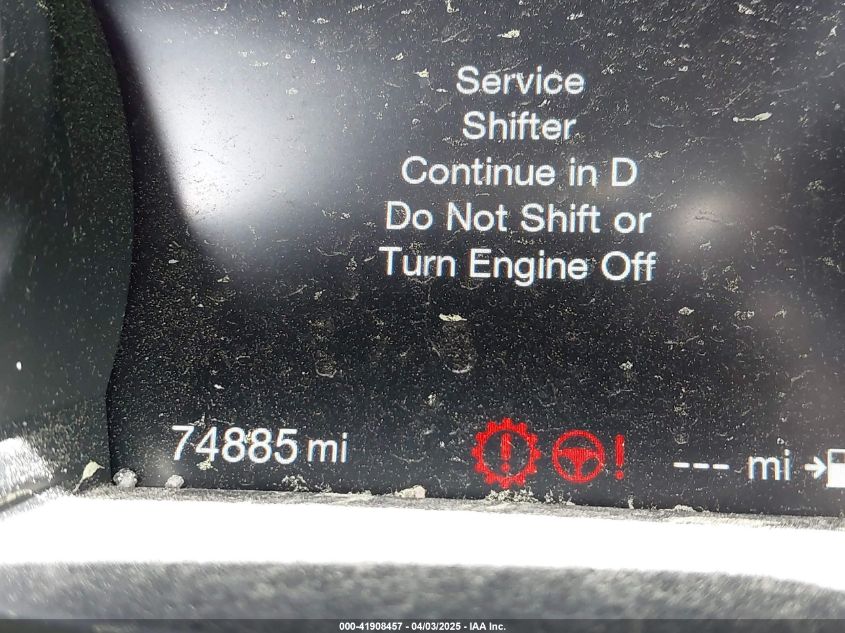 Service
Shifter
Continue in D
Do Not Shift or
Turn Engine Off
74885 mi
--- mi
000-41908457 - 04/03/2025 - IAA Inc.